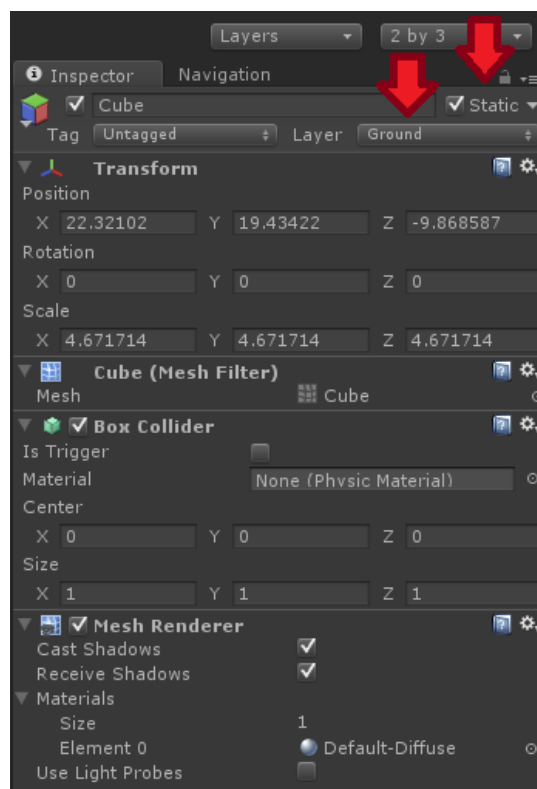 Layers 2 by 3
Inspector Navigation
Cube Static
Tag Untagged Layer Ground
Transform
Position
X 22.32102 Y 19.43422 Z -9.868587
Rotation
X 0 Y 0 Z 0
Scale
X 4.671714 Y 4.671714 Z 4.671714
Cube (Mesh Filter)
Mesh Cube
Box Collider
Is Trigger
Material None (Physic Material)
Center
X 0 Y 0 Z 0
Size
X 1 Y 1 Z 1
Mesh Renderer
Cast Shadows
Receive Shadows
Materials
Size 1
Element 0 Default-Diffuse
Use Light Probes